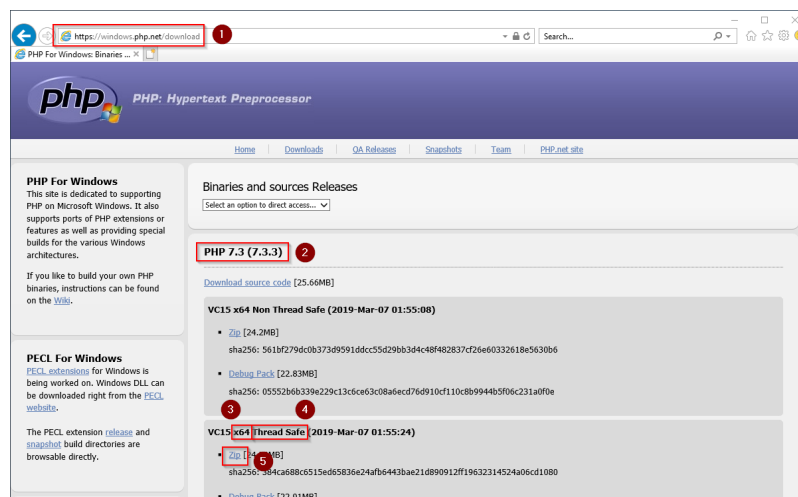 https://windows.php.net/download
1
Search...
PHP For Windows: Binaries ...
php
PHP: Hypertext Preprocessor
Home
Downloads
QA Releases
Snapshots
Team
PHP.net site
PHP For Windows
This site is dedicated to supporting
PHP on Microsoft Windows. It also
supports ports of PHP extensions or
features as well as providing special
builds for the various Windows
architectures.
If you like to build your own PHP
binaries, instructions can be found
on the Wiki.
PECL For Windows
PECL extensions for Windows is
being worked on. Windows DLL can
be downloaded right from the PECL
website.
The PECL extension release and
snapshot build directories are
browsable directly.
Binaries and sources Releases
Select an option to direct access...
PHP 7.3 (7.3.3)
2
Download source code [25.66MB]
VC15 x64 Non Thread Safe (2019-Mar-07 01:55:08)
Zip [24.2MB]
sha256: 561bf279dc0b373d9591ddcc55d29bb3d4c48f482837cf26e60332618e5630b6
Debug Pack [22.83MB]
sha256: 05552b6b339e229c13c6ce63c08a6ecd76d910cf110c8b9944b5f06c231a0f0e
3
4
VC15 x64 Thread Safe (2019-Mar-07 01:55:24)
Zip
5
Debug Pack [22.91MB]